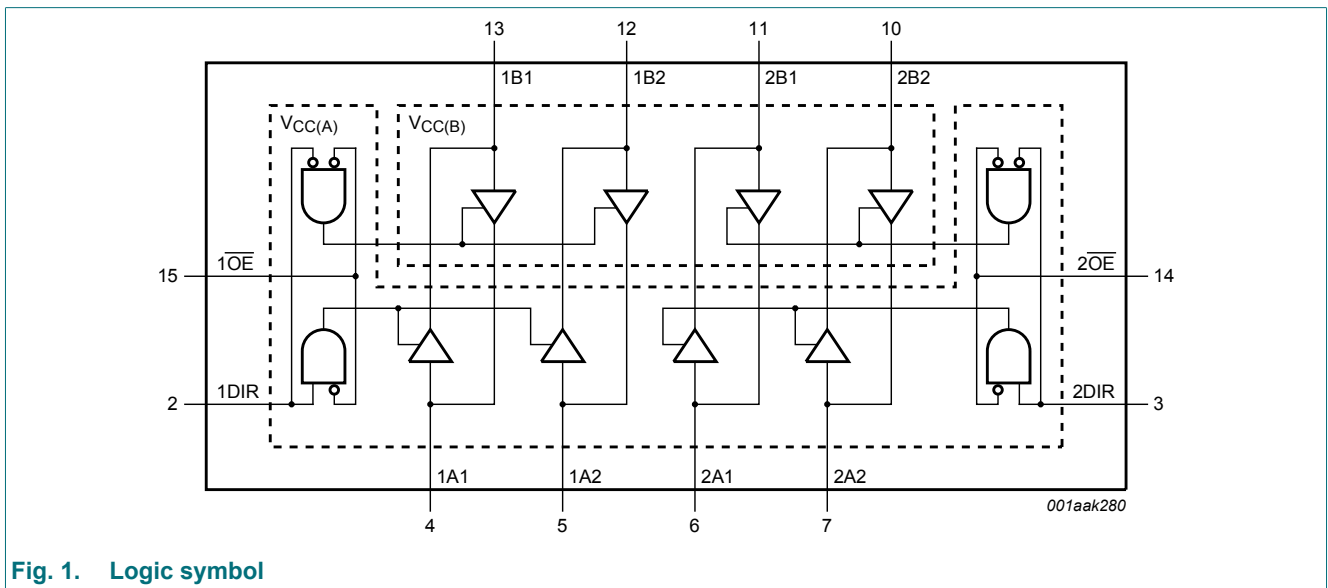 13 12 11 10
1B1 1B2 2B1 2B2
VCC(A) VCC(B)
15 1OE 2OE 14
2 1DIR 2DIR 3
1A1 1A2 2A1 2A2
4 5 6 7
001aak280
Fig. 1. Logic symbol